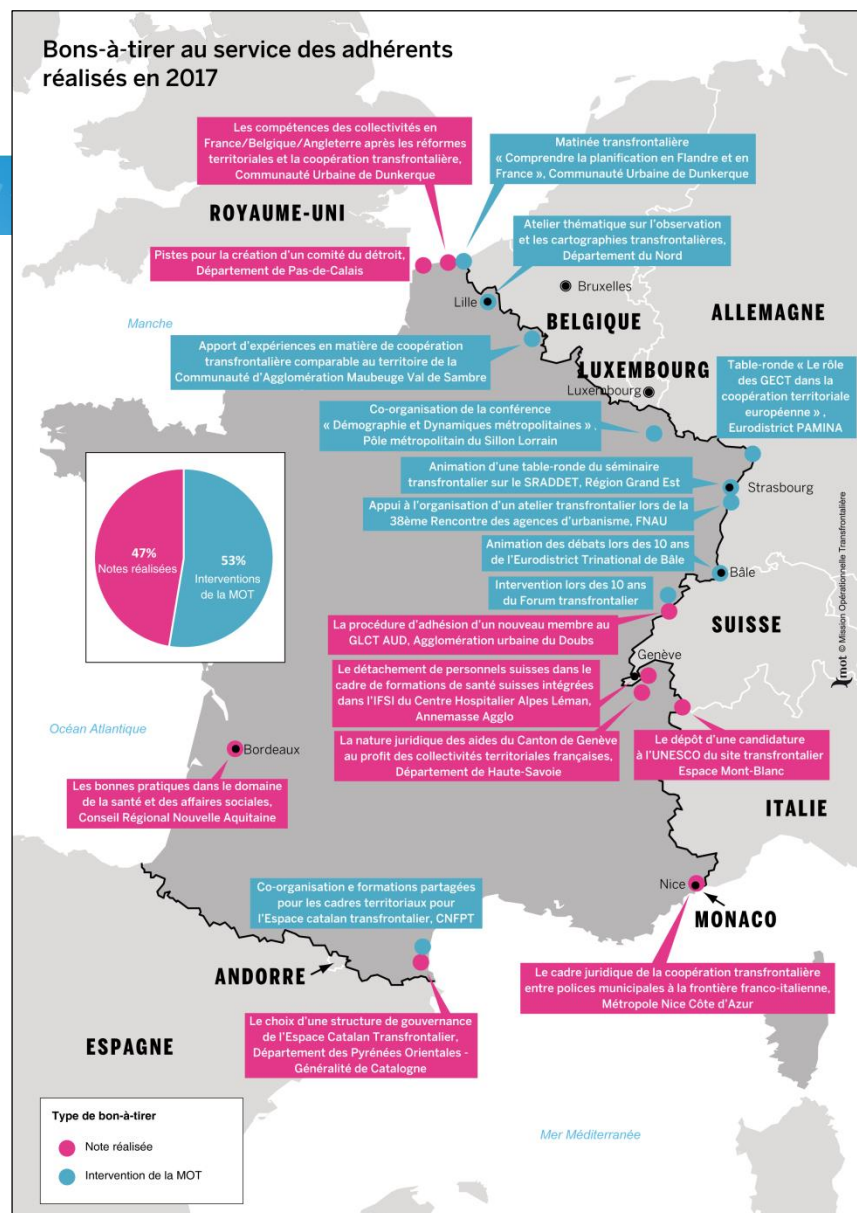 Bons-à-tirer au service des adhérents
réalisés en 2017
Les compétences des collectivités en
France/Belgique/Angleterre après les réformes
territoriales et la coopération transfrontalière,
Communauté Urbaine de Dunkerque
Matinée transfrontalière
« Comprendre la planification en Flandre et en
France », Communauté Urbaine de Dunkerque
ROYAUME-UNI
Atelier thématique sur l'observation
et les cartographies transfrontalières,
Département du Nord
Pistes pour la création d'un comité du détroit,
Département de Pas-de-Calais
Bruxelles
Lille
BELGIQUE
ALLEMAGNE
Manche
Apport d'expériences en matière de coopération
transfrontalière comparable au territoire de la
Communauté d'Agglomération Maubeuge Val de Sambre
LUXEMBOURG
Luxembourg
Table-ronde « Le rôle
des GECT dans la
coopération territoriale
européenne » ,
Eurodistrict PAMINA
Co-organisation de la conférence
« Démographie et Dynamiques métropolitaines » ,
Pôle métropolitain du Sillon Lorrain
Animation d'une table-ronde du séminaire
transfrontalier sur le SRADDET, Région Grand Est
Strasbourg
Appui à l'organisation d'un atelier transfrontalier lors de la
38ème Rencontre des agences d'urbanisme, FNAU
47%
Notes réalisées
53%
Interventions
de la MOT
Animation des débats lors des 10 ans
de l'Eurodistrict Trinational de Bâle
Bâle
Intervention lors des 10 ans
du Forum transfrontalier
La procédure d'adhésion d'un nouveau membre au
GLCT AUD, Agglomération urbaine du Doubs
SUISSE
Genève
Le détachement de personnels suisses dans le
cadre de formations de santé suisses intégrées
dans l'IFSI du Centre Hospitalier Alpes Léman,
Annemasse Agglo
mot © Mission Opérationnelle Transfrontalière
Océan Atlantique
La nature juridique des aides du Canton de Genève
au profit des collectivités territoriales françaises,
Département de Haute-Savoie
Le dépôt d'une candidature
à l'UNESCO du site transfrontalier
Espace Mont-Blanc
Bordeaux
Les bonnes pratiques dans le domaine
de la santé et des affaires sociales,
Conseil Régional Nouvelle Aquitaine
ITALIE
Nice
MONACO
Co-organisation e formations partagées
pour les cadres territoriaux pour
l'Espace catalan transfrontalier, CNFPT
ANDORRE
Le cadre juridique de la coopération transfrontalière
entre polices municipales à la frontière franco-italienne,
Métropole Nice Côte d'Azur
Le choix d'une structure de gouvernance
de l'Espace Catalan Transfrontalier,
Département des Pyrénées Orientales -
Généralité de Catalogne
ESPAGNE
Type de bon-à-tirer
Note réalisée
Intervention de la MOT
Mer Méditerranée